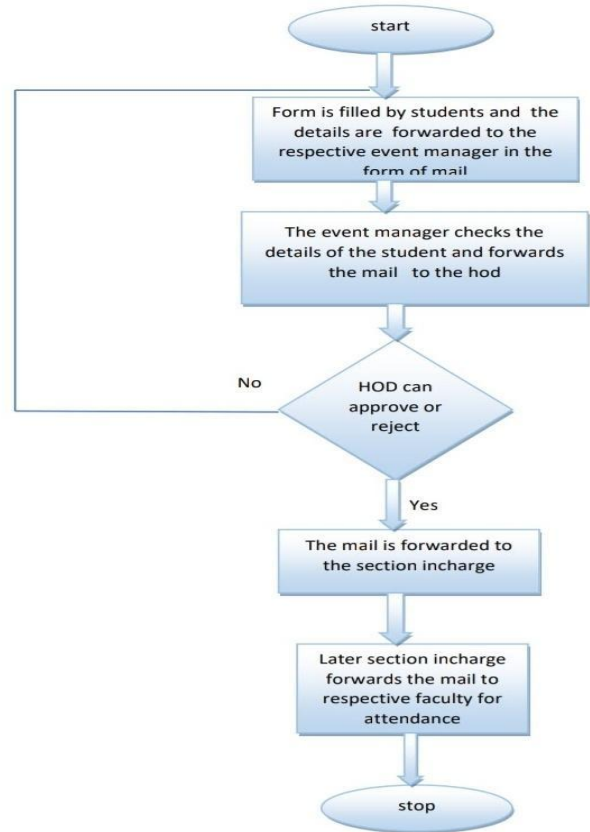 start
Form is filled by students and the
details are forwarded to the
respective event manager in the
form of mail
The event manager checks the
details of the student and forwards
the mail to the hod
No
HOD can
approve or
reject
Yes
The mail is forwarded to
the section incharge
Later section incharge
forwards the mail to
respective faculty for
attendance
stop